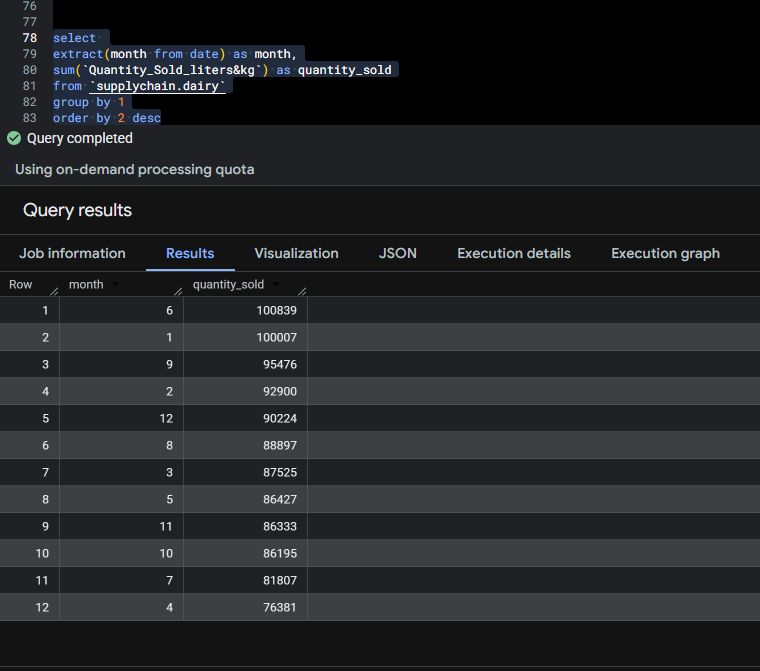 76
77
78 select
79 extract(month from date) as month,
80 sum(`Quantity_Sold_liters&kg`) as quantity_sold
81 from `supplychain.dairy`
82 group by 1
83 order by 2 desc
Query completed
Using on-demand processing quota
Query results
Job information Results Visualization JSON Execution details Execution graph
Row month quantity_sold
1 6 100839
2 1 100007
3 9 95476
4 2 92900
5 12 90224
6 8 88897
7 3 87525
8 5 86427
9 11 86333
10 10 86195
11 7 81807
12 4 76381